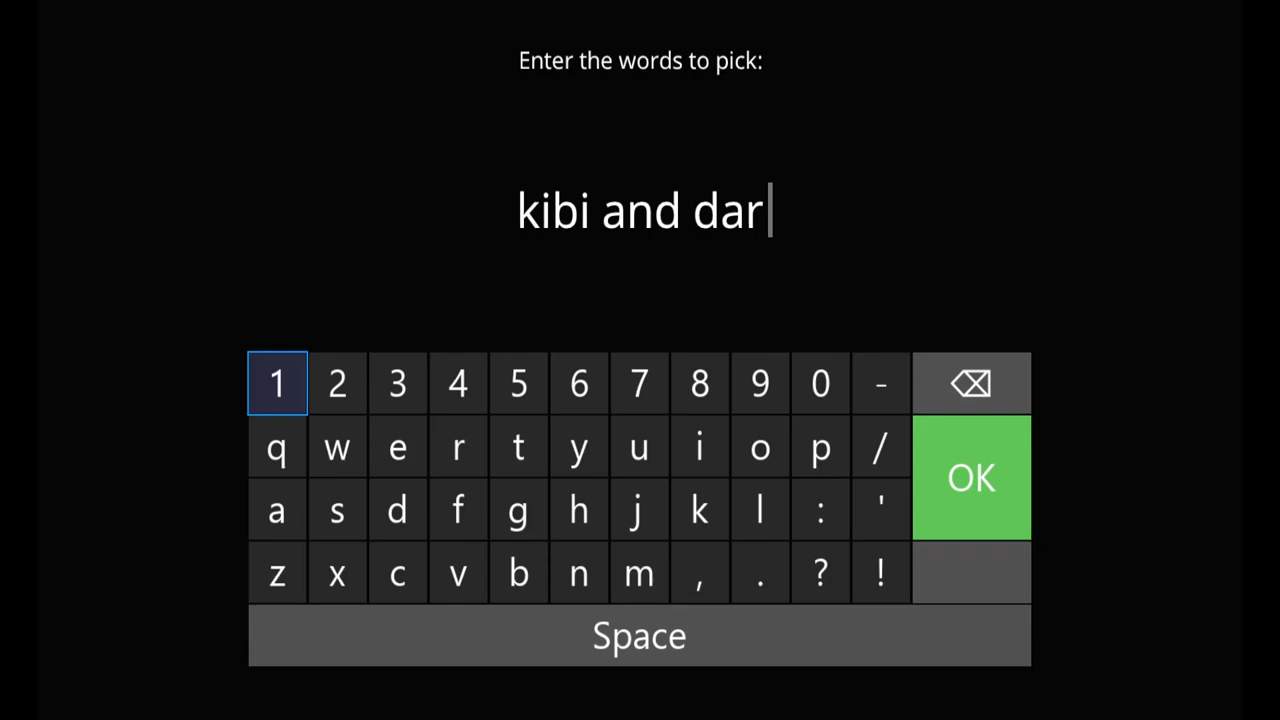 Enter the words to pick:
kibi and dar
1 2 3 4 5 6 7 8 9 0 -
q w e r t y u i o p /
OK
a s d f g h j k l : '
z x c v b n m , . ? !
Space